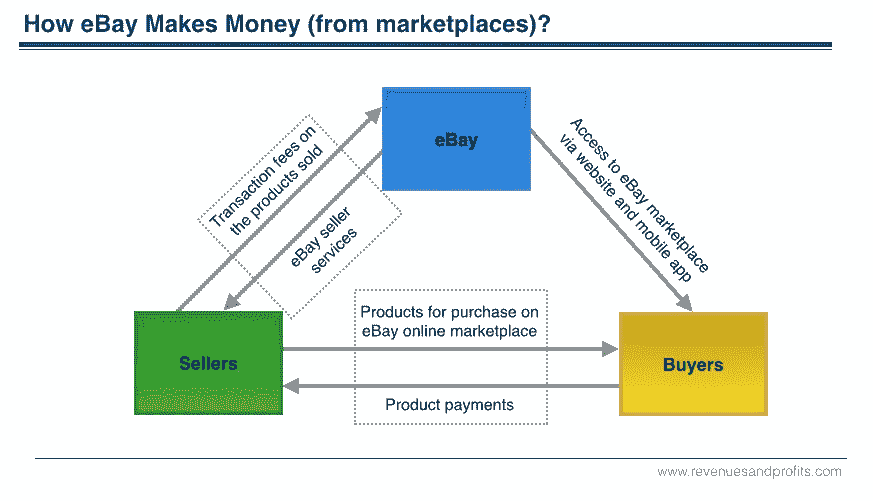 How eBay Makes Money (from marketplaces)?
eBay
Transaction fees on
the products sold
eBay seller
services
Access to eBay marketplace
via website and mobile app
Products for purchase on
eBay online marketplace
Sellers
Buyers
Product payments
www.revenuesandprofits.com